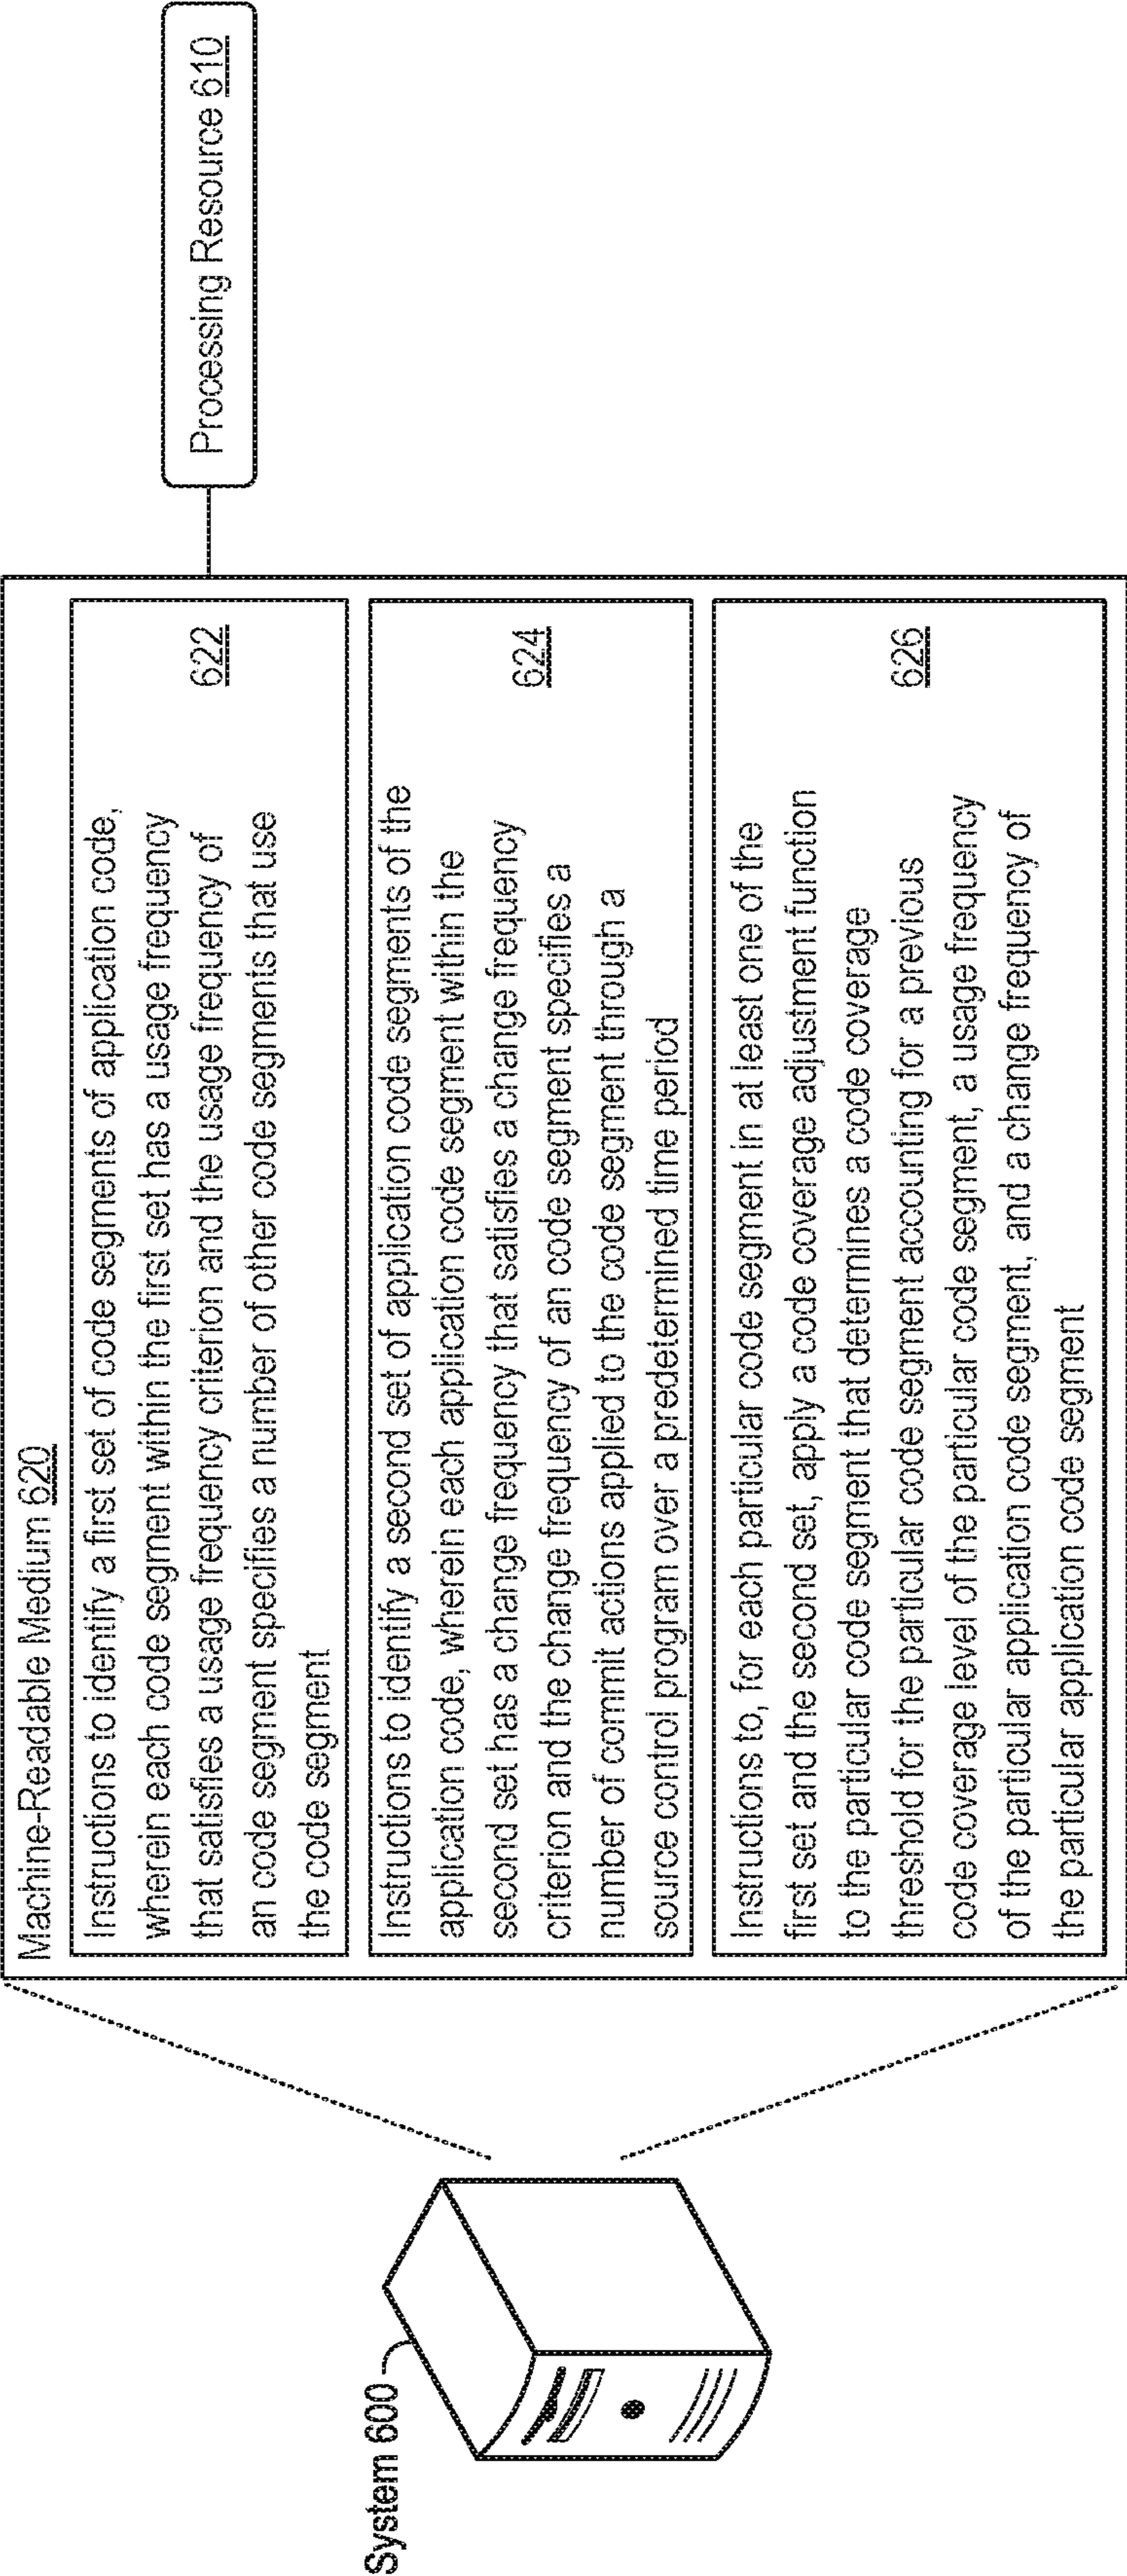 System 600
Machine-Readable Medium 620
Instructions to identify a first set of code segments of application code,
wherein each code segment within the first set has a usage frequency
that satisfies a usage frequency criterion and the usage frequency of
an code segment specifies a number of other code segments that use
the code segment
622
Instructions to identify a second set of application code segments of the
application code, wherein each application code segment within the
second set has a change frequency that satisfies a change frequency
criterion and the change frequency of an code segment specifies a
number of commit actions applied to the code segment through a
source control program over a predetermined time period
624
Instructions to, for each particular code segment in at least one of the
first set and the second set, apply a code coverage adjustment function
to the particular code segment that determines a code coverage
threshold for the particular code segment accounting for a previous
code coverage level of the particular code segment, a usage frequency
of the particular application code segment, and a change frequency of
the particular application code segment
626
Processing Resource 610